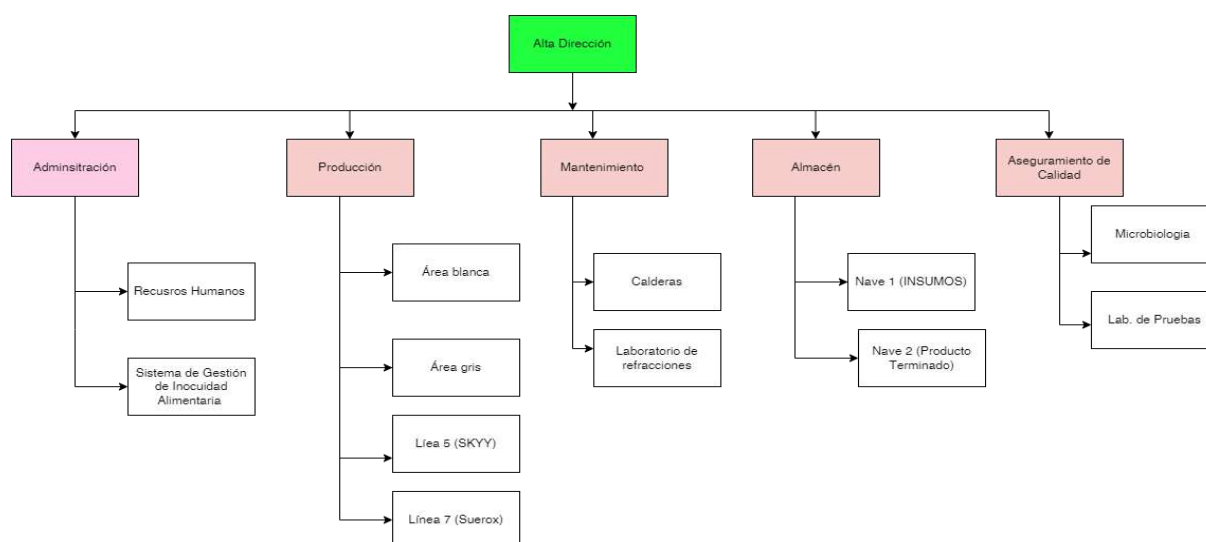 Alta Dirección
Adminsitración
Producción
Mantenimiento
Almacén
Aseguramiento de
Calidad
Recusros Humanos
Sistema de Gestión
de Inocuidad
Alimentaria
Área blanca
Área gris
Líea 5 (SKYY)
Línea 7 (Suerox)
Calderas
Laboratorio de
refracciones
Nave 1 (INSUMOS)
Nave 2 (Producto
Terminado)
Microbiologia
Lab. de Pruebas